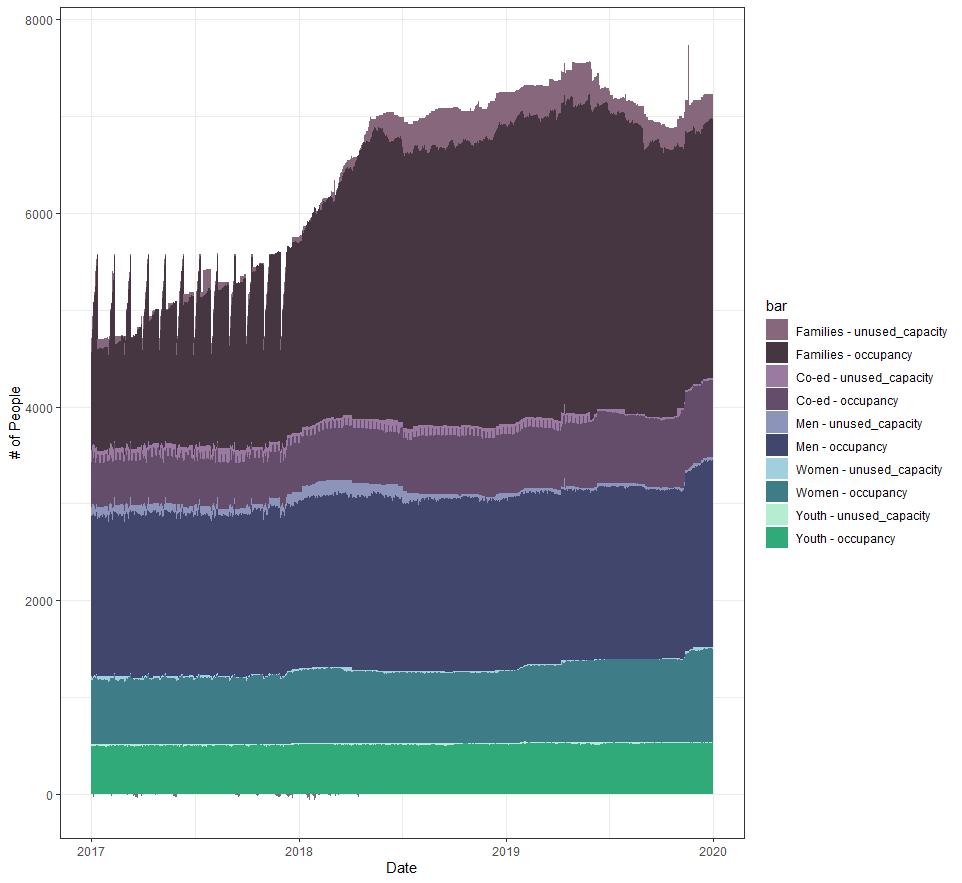 8000
6000
4000
2000
0
# of People
2017
2018
2019
2020
Date
bar
Families - unused_capacity
Families - occupancy
Co-ed - unused_capacity
Co-ed - occupancy
Men - unused_capacity
Men - occupancy
Women - unused_capacity
Women - occupancy
Youth - unused_capacity
Youth - occupancy